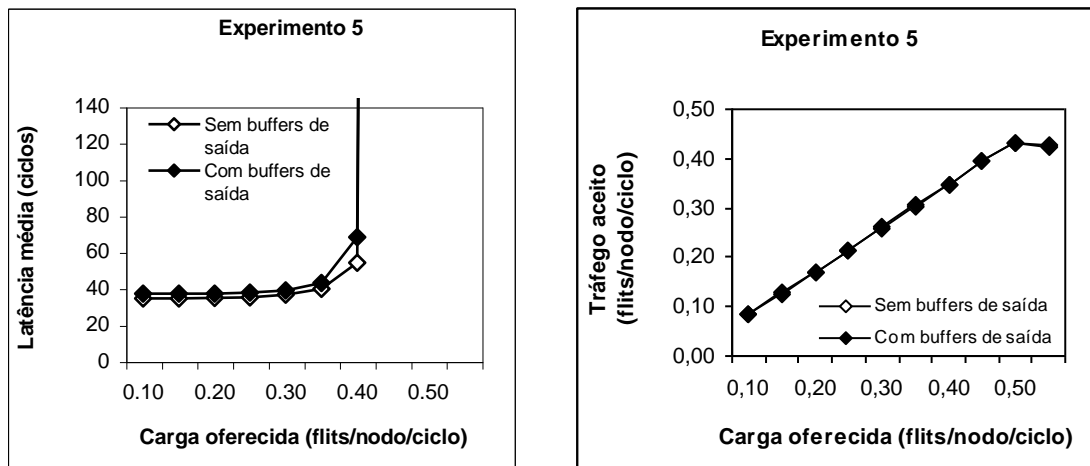 Experimento 5
Latência média (ciclos)
140
120
100
80
60
40
20
0
Sem buffers de
saída
Com buffers de
saída
0.10 0.20 0.30 0.40 0.50
Carga oferecida (flits/nodo/ciclo)
Experimento 5
Tráfego aceito
(flits/nodo/ciclo)
0,50
0,40
0,30
0,20
0,10
0,00
Sem buffers de saída
Com buffers de saída
0,10 0,20 0,30 0,40 0,50
Carga oferecida (flits/nodo/ciclo)